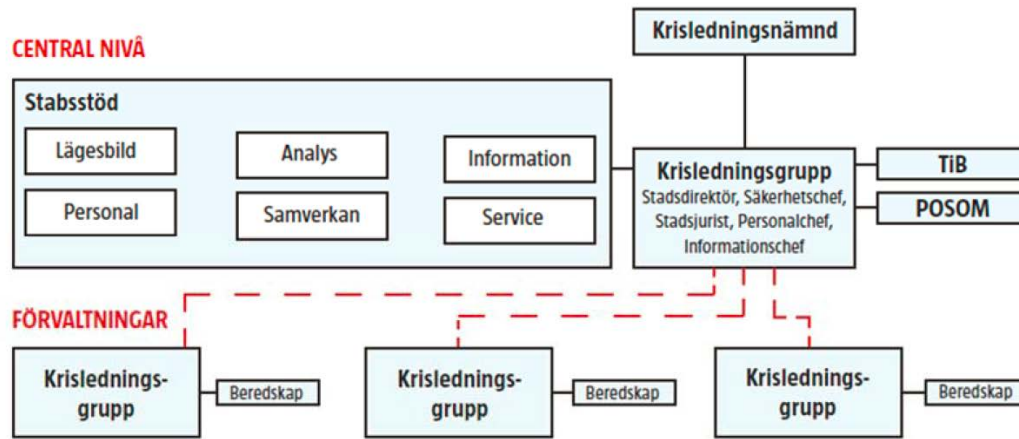 Krisledningsnämnd
CENTRAL NIVÅ
Stabsstöd
Lägesbild
Analys
Information
Personal
Samverkan
Service
Krisledningsgrupp
Stadsdirektör, Säkerhetschef,
Stadsjurist, Personalchef,
Informationschef
TiB
POSOM
FÖRVALTNINGAR
Krislednings-
grupp
Beredskap
Krislednings-
grupp
Beredskap
Krislednings-
grupp
Beredskap